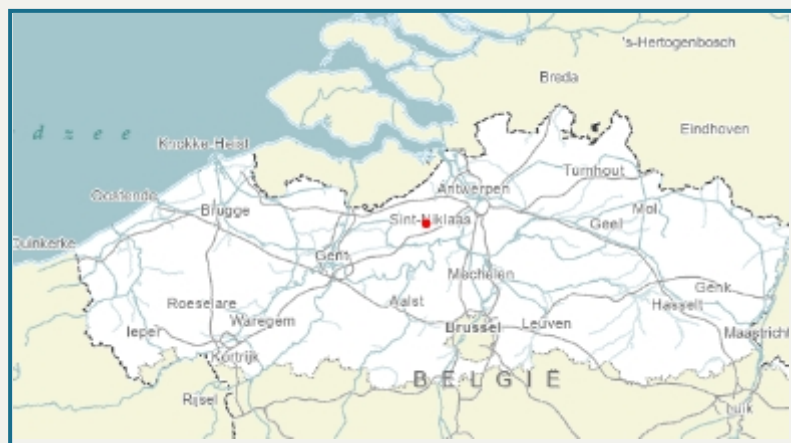 's-Hertogenbosch
Breda
d z e e
Eindhoven
Knokke-Heist
Turnhout
Antwerpen
Oostende
Mol
Brugge
Sint-Niklaas
Geel
Duinkerke
Gent
Mechelen
Genk
Roeselare
Aalst
Hasselt
Waregem
Brussel
Leuven
Ieper
Maastricht
Kortrijk
BELGIË
Rijsel
Luik